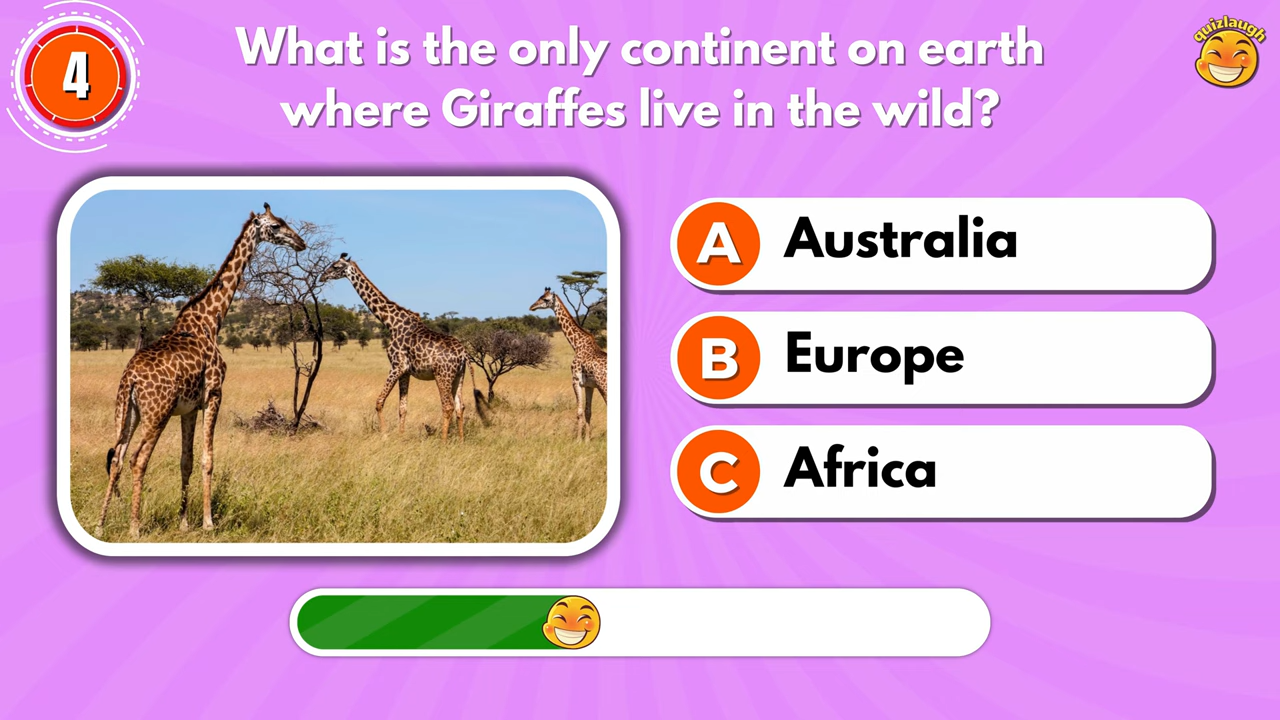 4
What is the only continent on earth
where Giraffes live in the wild?
quizlaugh
A Australia
B Europe
C Africa